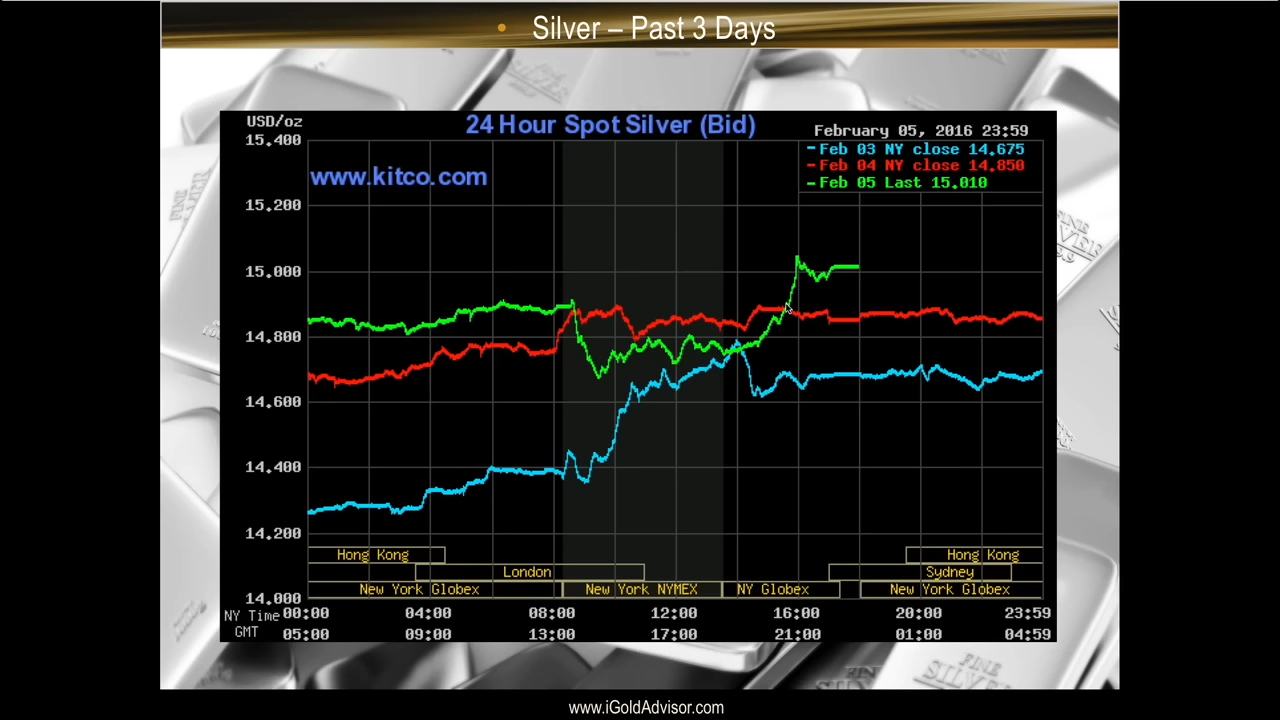 • Silver – Past 3 Days
USD/oz
24 Hour Spot Silver (Bid)
February 05, 2016 23:59
Feb 03 NY close 14.675
Feb 04 NY close 14.850
Feb 05 Last 15.010
www.kitco.com
15.400
15.200
15.000
14.800
14.600
14.400
14.200
14.000
Hong Kong
Hong Kong
London
Sydney
New York Globex
New York NYMEX
NY Globex
New York Globex
NY Time 00:00 04:00 08:00 12:00 16:00 20:00 23:59
GMT 05:00 09:00 13:00 17:00 21:00 01:00 04:59
FINE SILVER
FINE SILVER
www.iGoldAdvisor.com